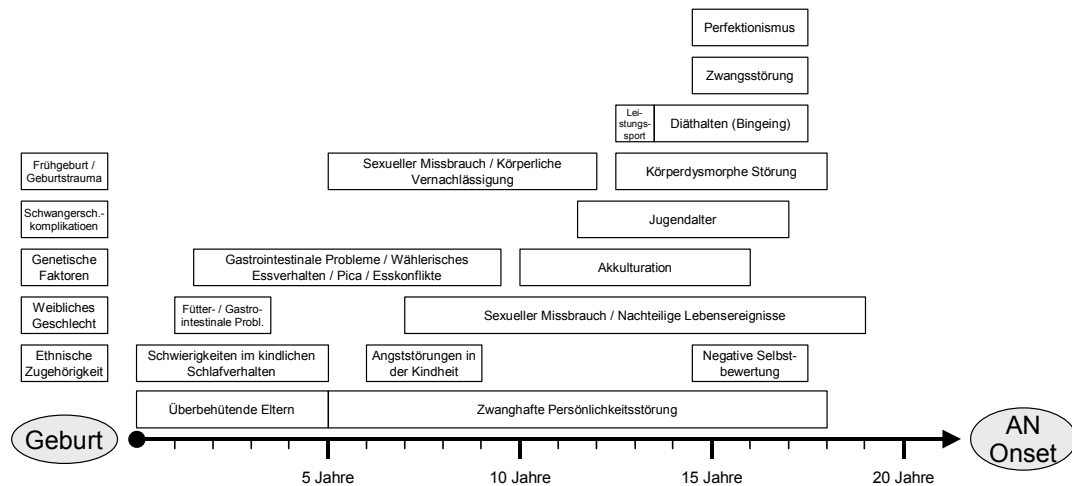 Perfektionismus
Zwangsstörung
Lei-
stungs-
sport
Diäthalten (Bingeing)
Frühgeburt /
Geburtstrauma
Sexueller Missbrauch / Körperliche
Vernachlässigung
Körperdysmorphe Störung
Schwangersch.-
komplikatioen
Jugendalter
Genetische
Faktoren
Gastrointestinale Probleme / Wählerisches
Essverhalten / Pica / Esskonflikte
Akkulturation
Weibliches
Geschlecht
Fütter- / Gastro-
intestinale Probl.
Sexueller Missbrauch / Nachteilige Lebensereignisse
Ethnische
Zugehörigkeit
Schwierigkeiten im kindlichen
Schlafverhalten
Angststörungen in
der Kindheit
Negative Selbst-
bewertung
Überbehütende Eltern
Zwanghafte Persönlichkeitsstörung
Geburt
AN
Onset
5 Jahre
10 Jahre
15 Jahre
20 Jahre